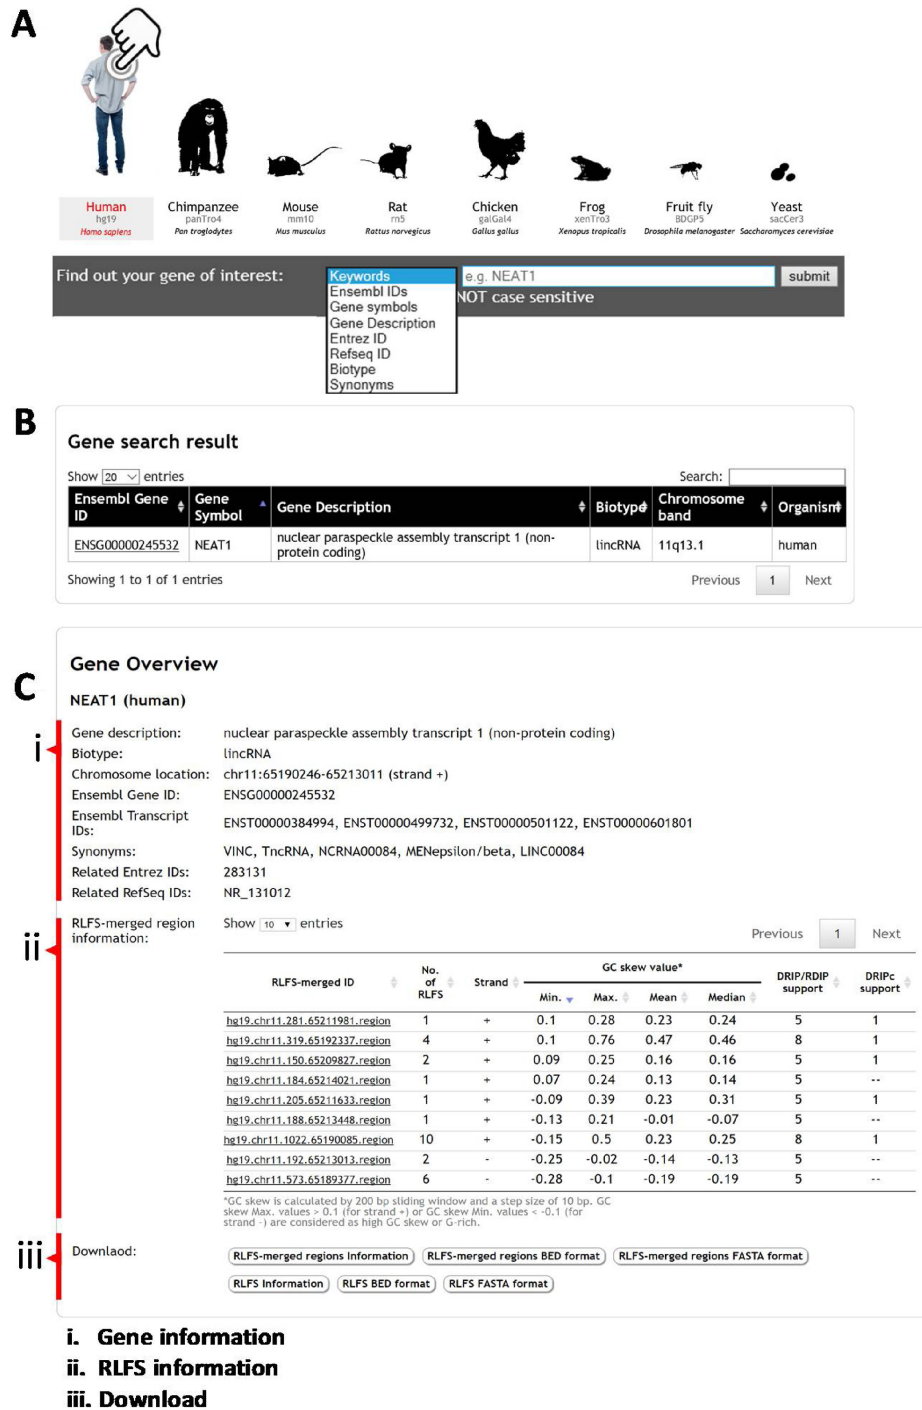 A
Human Chimpanzee Mouse Rat Chicken Frog Fruit fly Yeast
hg19 panTro4 mm10 rn5 galGal4 xenTro3 BDGP5 sacCer3
Homo sapiens Pan troglodytes Mus musculus Rattus norvegicus Gallus gallus Xenopus tropicalis Drosophila melanogaster Saccharomyces cerevisiae
Find out your gene of interest: Keywords e.g. NEAT1 submit
Ensembl IDs NOT case sensitive
Gene symbols
Gene Description
Entrez ID
Refseq ID
Biotype
Synonyms
B
Gene search result
Show 20 entries Search:
Ensembl Gene ID Gene Symbol Gene Description Biotype Chromosome band Organism
ENSG00000245532 NEAT1 nuclear paraspeckle assembly transcript 1 (non-protein coding) lincRNA 11q13.1 human
Showing 1 to 1 of 1 entries Previous 1 Next
C
Gene Overview
NEAT1 (human)
i
Gene description: nuclear paraspeckle assembly transcript 1 (non-protein coding)
Biotype: lincRNA
Chromosome location: chr11:65190246-65213011 (strand +)
Ensembl Gene ID: ENSG00000245532
Ensembl Transcript IDs: ENST00000384994, ENST00000499732, ENST00000501122, ENST00000601801
Synonyms: VINC, TncRNA, NCRNA00084, MENepsilon/beta, LINC00084
Related Entrez IDs: 283131
Related RefSeq IDs: NR_131012
ii
RLFS-merged region information: Show 10 entries Previous 1 Next
RLFS-merged ID No. of RLFS Strand GC skew value* DRIP/RDIP support DRIPc support
Min. Max. Mean Median
hg19.chr11.281.65211981.region 1 + 0.1 0.28 0.23 0.24 5 1
hg19.chr11.319.65192337.region 4 + 0.1 0.76 0.47 0.46 8 1
hg19.chr11.150.65209827.region 2 + 0.09 0.25 0.16 0.16 5 1
hg19.chr11.184.65214021.region 1 + 0.07 0.24 0.13 0.14 5 --
hg19.chr11.205.65211633.region 1 + -0.09 0.39 0.23 0.31 5 1
hg19.chr11.188.65213448.region 1 + -0.13 0.21 -0.01 -0.07 5 --
hg19.chr11.1022.65190085.region 10 + -0.15 0.5 0.23 0.25 8 1
hg19.chr11.192.65213013.region 2 - -0.25 -0.02 -0.14 -0.13 5 --
hg19.chr11.573.65189377.region 6 - -0.28 -0.1 -0.19 -0.19 5 --
*GC skew is calculated by 200 bp sliding window and a step size of 10 bp. GC
skew Max. values > 0.1 (for strand +) or GC skew Min. values < -0.1 (for
strand -) are considered as high GC skew or G-rich.
iii
Downlaod: RLFS-merged regions Information RLFS-merged regions BED format RLFS-merged regions FASTA format
RLFS Information RLFS BED format RLFS FASTA format
i. Gene information
ii. RLFS information
iii. Download